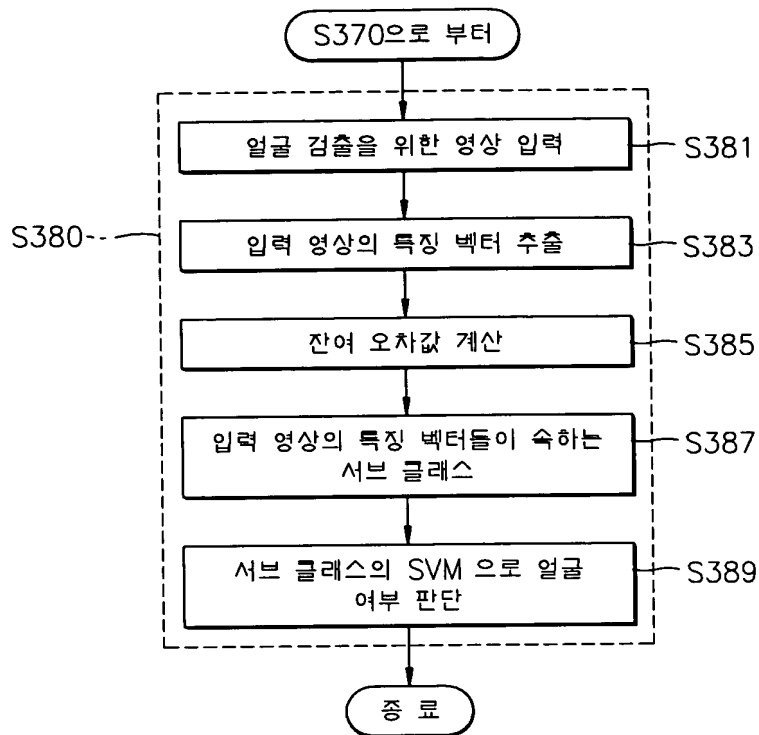 S370으로 부터
얼굴 검출을 위한 영상 입력
S381
S380
입력 영상의 특징 벡터 추출
S383
잔여 오차값 계산
S385
입력 영상의 특징 벡터들이 속하는
서브 클래스
S387
서브 클래스의 SVM 으로 얼굴
여부 판단
S389
종 료